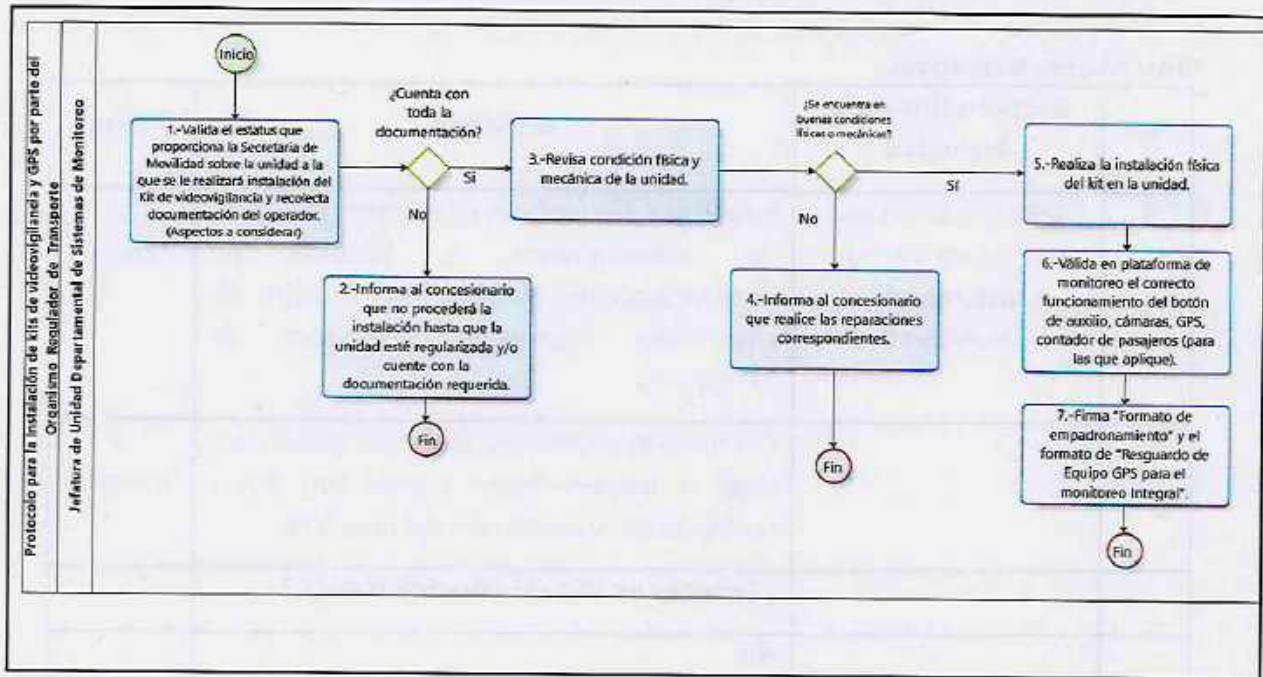 Protocolo para la Instalación de kits de videovigilancia y GPS por parte del
Organismo Regulador de Transporte
Jefatura de Unidad Departamental de Sistemas de Monitoreo
Inicio
1.-Valida el estatus que
proporciona la Secretaría de
Movilidad sobre la unidad a la
que se le realizará instalación del
Kit de videovigilancia y recolecta
documentación del operador.
(Aspectos a considerar)
¿Cuenta con
toda la
documentación?
Sí
No
2.-Informa al concesionario
que no procederá la
instalación hasta que la
unidad esté regularizada y/o
cuente con la
documentación requerida.
Fin
3.-Revisa condición física y
mecánica de la unidad.
¿Se encuentra en
buenas condiciones
físicas o mecánicas?
Sí
No
4.-Informa al concesionario
que realice las reparaciones
correspondientes.
Fin
5.-Realiza la instalación física
del kit en la unidad.
6.-Válida en plataforma de
monitoreo el correcto
funcionamiento del botón
de auxilio, cámaras, GPS,
contador de pasajeros (para
las que aplique).
7.-Firma "Formato de
empadronamiento" y el
formato de "Resguardo de
Equipo GPS para el
monitoreo Integral".
Fin